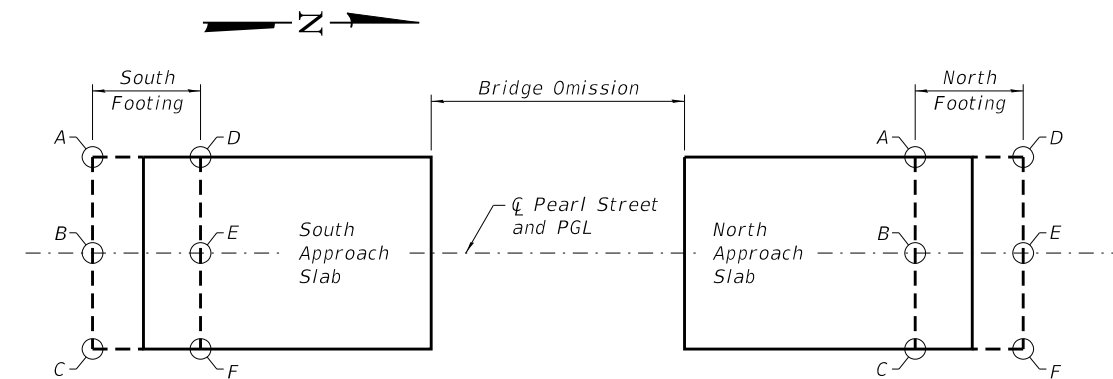 N
South
Footing
Bridge Omission
North
Footing
A
D
A
D
℄ Pearl Street
and PGL
B
E
South
Approach
Slab
North
Approach
Slab
B
E
C
F
C
F